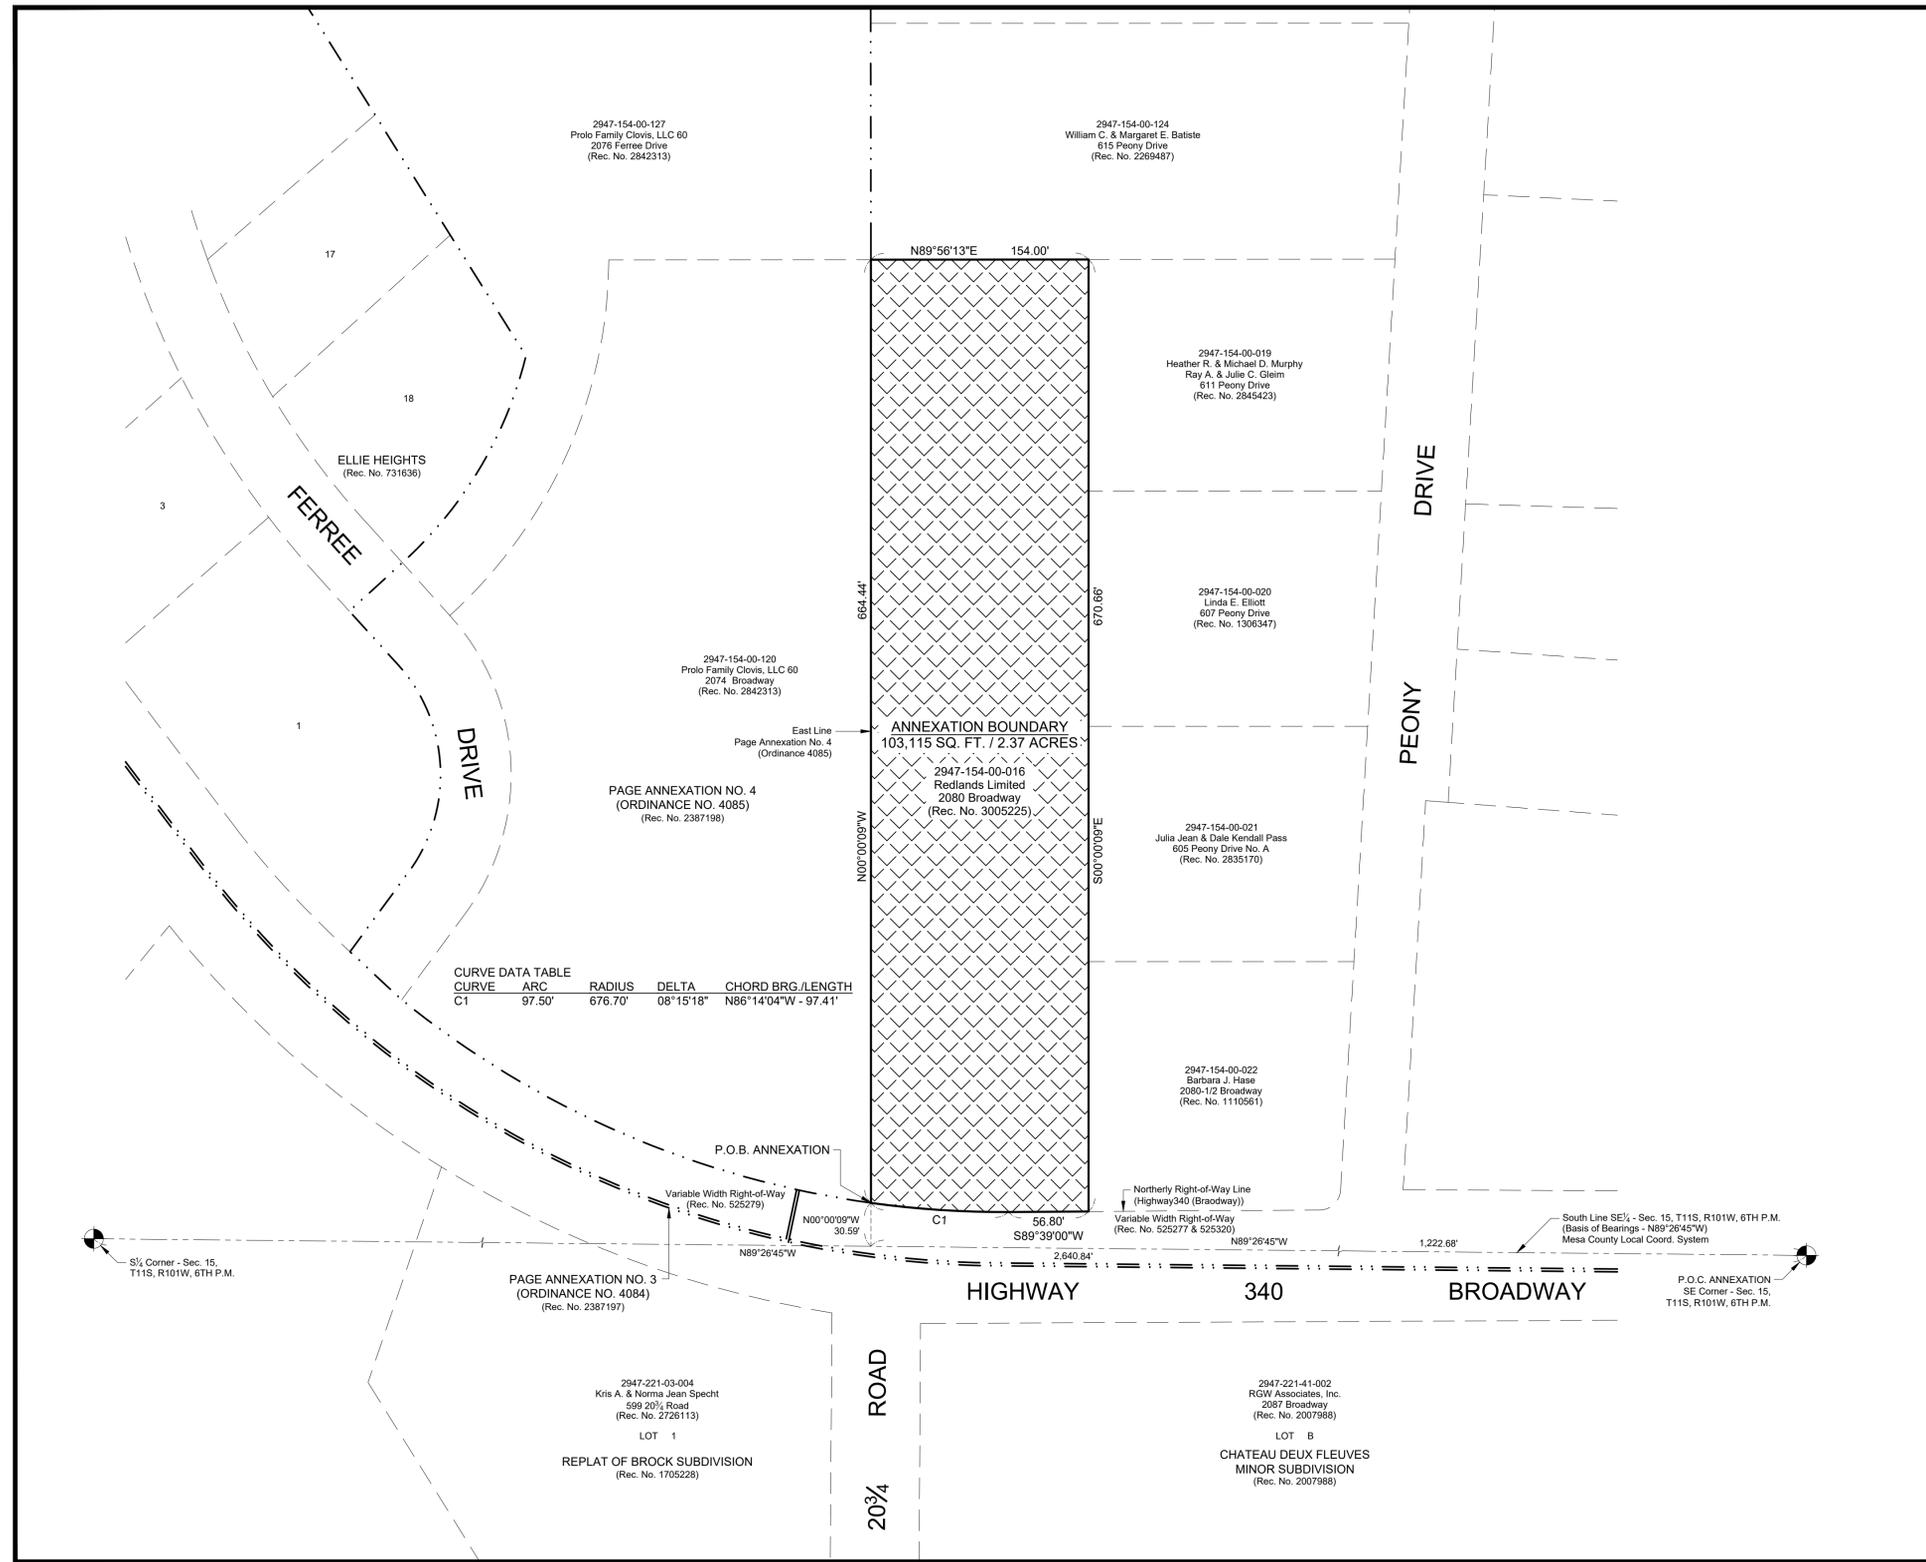 2947-154-00-127
Prolo Family Clovis, LLC 60
2076 Ferree Drive
(Rec. No. 2842313)
2947-154-00-124
William C. & Margaret E. Batiste
615 Peony Drive
(Rec. No. 2269487)
17
N89°56'13"E 154.00'
18
ELLIE HEIGHTS
(Rec. No. 731636)
3
FERREE
DRIVE
1
2947-154-00-019
Heather R. & Michael D. Murphy
Ray A. & Julie C. Gleim
611 Peony Drive
(Rec. No. 2845423)
DRIVE
PEONY
664.44'
N00°00'09"W
670.66'
S00°00'09"E
2947-154-00-020
Linda E. Elliott
607 Peony Drive
(Rec. No. 1306347)
2947-154-00-120
Prolo Family Clovis, LLC 60
2074 Broadway
(Rec. No. 2842313)
East Line
Page Annexation No. 4
(Ordinance 4085)
ANNEXATION BOUNDARY
103,115 SQ. FT. / 2.37 ACRES
2947-154-00-016
Redlands Limited
2080 Broadway
(Rec. No. 3005225)
PAGE ANNEXATION NO. 4
(ORDINANCE NO. 4085)
(Rec. No. 2387198)
2947-154-00-021
Julia Jean & Dale Kendall Pass
605 Peony Drive No. A
(Rec. No. 2835170)
CURVE DATA TABLE
CURVE ARC RADIUS DELTA CHORD BRG./LENGTH
C1 97.50' 676.70' 08°15'18" N86°14'04"W - 97.41'
2947-154-00-022
Barbara J. Hase
2080-1/2 Broadway
(Rec. No. 1110561)
P.O.B. ANNEXATION
Variable Width Right-of-Way
(Rec. No. 525279)
N00°00'09"W
30.59'
C1
56.80'
S89°39'00"W
Northerly Right-of-Way Line
(Highway340 (Braodway))
Variable Width Right-of-Way
(Rec. No. 525277 & 525320)
N89°26'45"W
2,640.84'
N89°26'45"W
1,222.68'
South Line SE¼ - Sec. 15, T11S, R101W, 6TH P.M.
(Basis of Bearings - N89°26'45"W)
Mesa County Local Coord. System
S¼ Corner - Sec. 15,
T11S, R101W, 6TH P.M.
PAGE ANNEXATION NO. 3
(ORDINANCE NO. 4084)
(Rec. No. 2387197)
HIGHWAY 340 BROADWAY
P.O.C. ANNEXATION
SE Corner - Sec. 15,
T11S, R101W, 6TH P.M.
2947-221-03-004
Kris A. & Norma Jean Specht
599 20¾ Road
(Rec. No. 2726113)
LOT 1
REPLAT OF BROCK SUBDIVISION
(Rec. No. 1705228)
20¾ ROAD
2947-221-41-002
RGW Associates, Inc.
2087 Broadway
(Rec. No. 2007988)
LOT B
CHATEAU DEUX FLEUVES
MINOR SUBDIVISION
(Rec. No. 2007988)